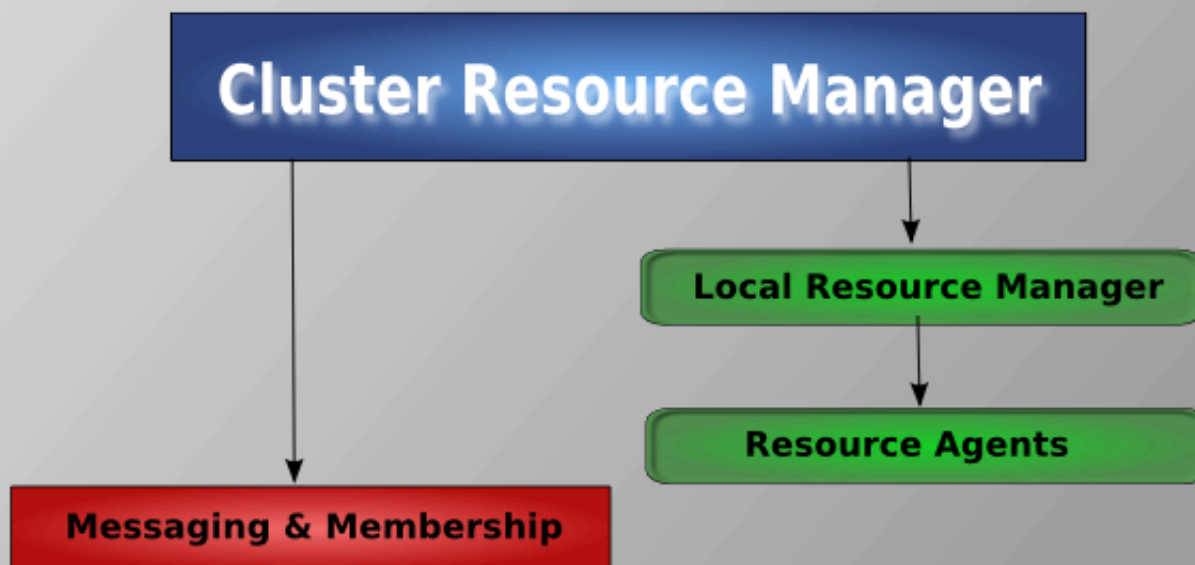 Cluster Resource Manager
Local Resource Manager
Resource Agents
Messaging & Membership